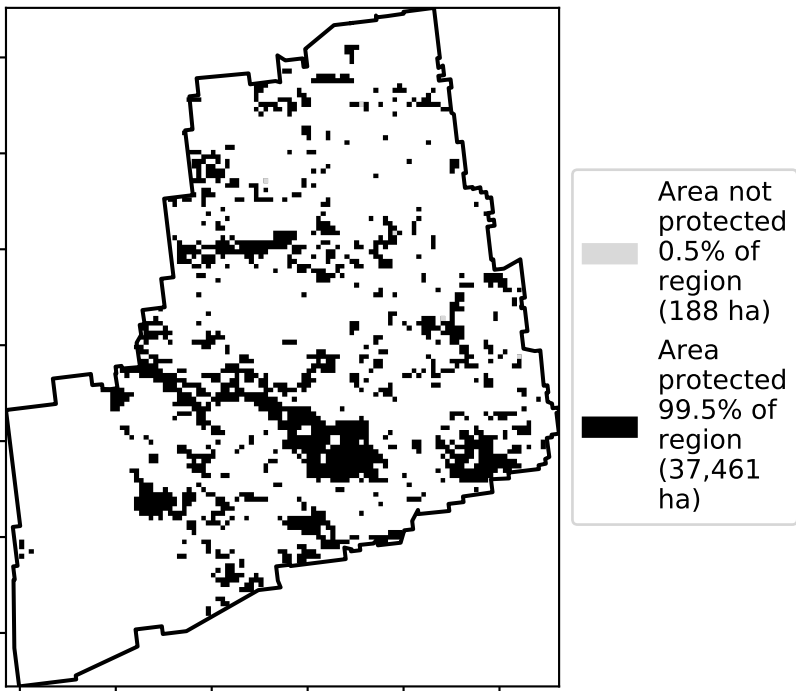 Area not
protected
0.5% of
region
(188 ha)
Area
protected
99.5% of
region
(37,461
ha)